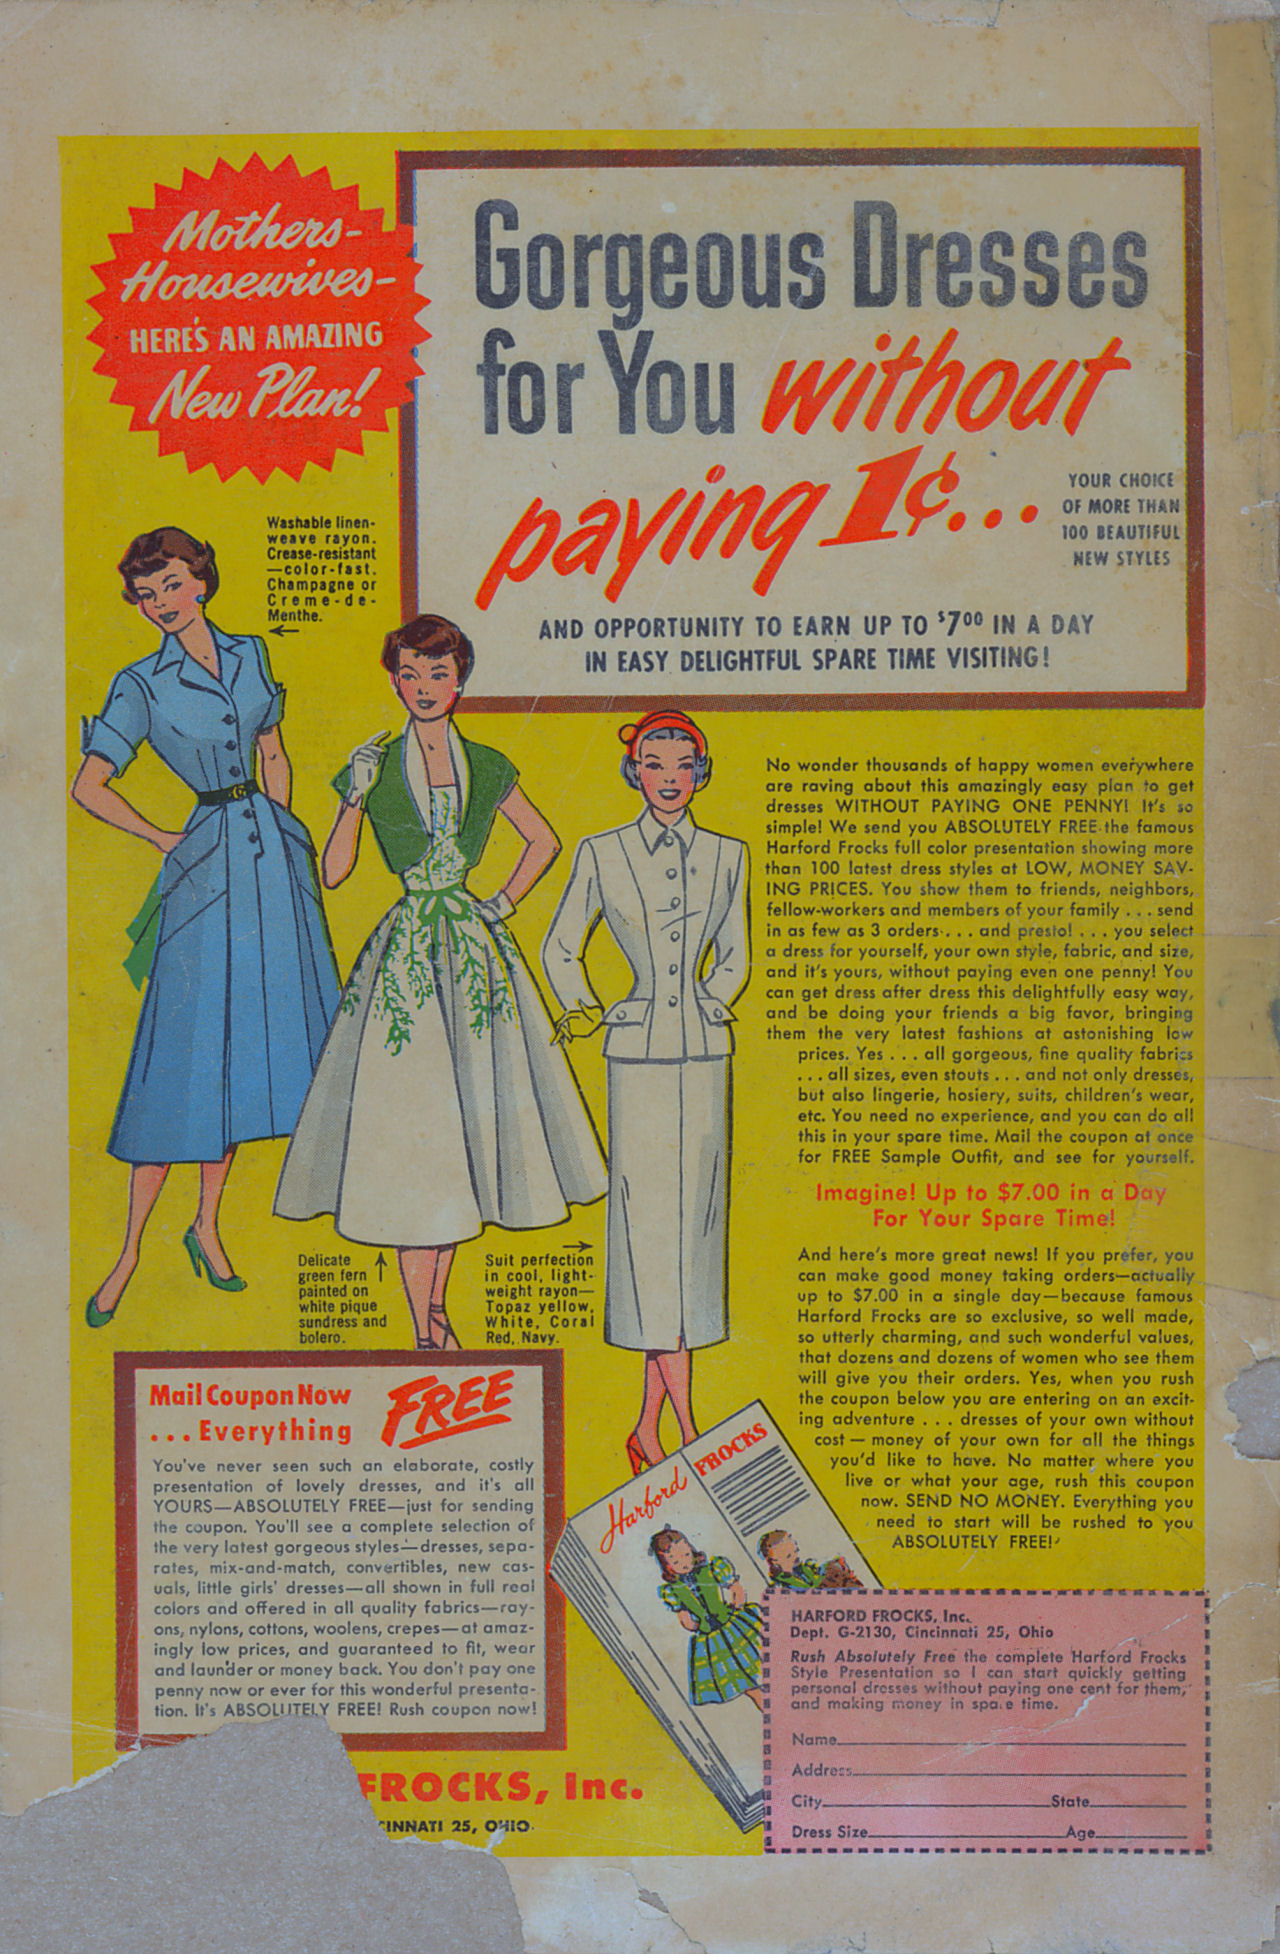 Mothers-
Housewives-
HERE'S AN AMAZING
New Plan!
Gorgeous Dresses
for You without
paying 1¢...
YOUR CHOICE
OF MORE THAN
100 BEAUTIFUL
NEW STYLES
AND OPPORTUNITY TO EARN UP TO $7.00 IN A DAY
IN EASY DELIGHTFUL SPARE TIME VISITING!
Washable linen-
weave rayon.
Crease-resistant
—color-fast.
Champagne or
Creme-de-
Menthe.
No wonder thousands of happy women everywhere
are raving about this amazingly easy plan to get
dresses WITHOUT PAYING ONE PENNY! It's so
simple! We send you ABSOLUTELY FREE the famous
Harford Frocks full color presentation showing more
than 100 latest dress styles at LOW, MONEY SAV-
ING PRICES. You show them to friends, neighbors,
fellow-workers and members of your family . . . send
in as few as 3 orders . . . and presto! . . . you select
a dress for yourself, your own style, fabric, and size,
and it's yours, without paying even one penny! You
can get dress after dress this delightfully easy way,
and be doing your friends a big favor, bringing
them the very latest fashions at astonishing low
prices. Yes . . . all gorgeous, fine quality fabrics
. . . all sizes, even stouts . . . and not only dresses,
but also lingerie, hosiery, suits, children's wear,
etc. You need no experience, and you can do all
this in your spare time. Mail the coupon at once
for FREE Sample Outfit, and see for yourself.
Imagine! Up to $7.00 in a Day
For Your Spare Time!
And here's more great news! If you prefer, you
can make good money taking orders—actually
up to $7.00 in a single day—because famous
Harford Frocks are so exclusive, so well made,
so utterly charming, and such wonderful values,
that dozens and dozens of women who see them
will give you their orders. Yes, when you rush
the coupon below you are entering on an excit-
ing adventure . . . dresses of your own without
cost — money of your own for all the things
you'd like to have. No matter where you
live or what your age, rush this coupon
now. SEND NO MONEY. Everything you
need to start will be rushed to you
ABSOLUTELY FREE!
Delicate
green fern
painted on
white pique
sundress and
bolero.
Suit perfection
in cool, light-
weight rayon—
Topaz yellow,
White, Coral
Red, Navy.
Mail Coupon Now
...Everything FREE
You've never seen such an elaborate, costly
presentation of lovely dresses, and it's all
YOURS—ABSOLUTELY FREE—just for sending
the coupon. You'll see a complete selection of
the very latest gorgeous styles—dresses, sepa-
rates, mix-and-match, convertibles, new cas-
uals, little girls' dresses—all shown in full real
colors and offered in all quality fabrics—ray-
ons, nylons, cottons, woolens, crepes—at amaz-
ingly low prices, and guaranteed to fit, wear
and launder or money back. You don't pay one
penny now or ever for this wonderful presenta-
tion. It's ABSOLUTELY FREE! Rush coupon now!
Harford FROCKS
FROCKS, Inc.
CINNATI 25, OHIO
HARFORD FROCKS, Inc.
Dept. G-2130, Cincinnati 25, Ohio
Rush Absolutely Free the complete Harford Frocks
Style Presentation so I can start quickly getting
personal dresses without paying one cent for them,
and making money in spare time.
Name
Address
City State
Dress Size Age